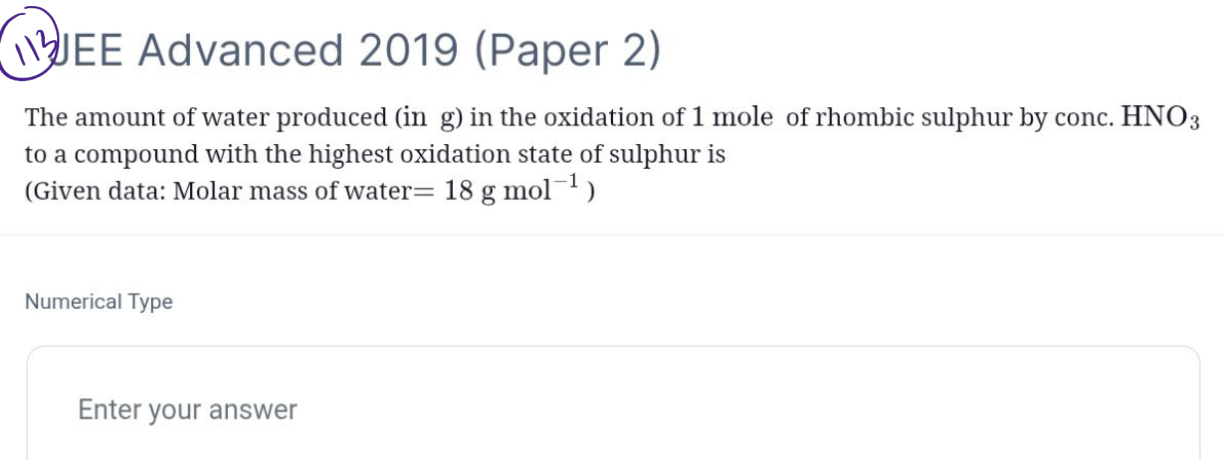 113
JEE Advanced 2019 (Paper 2)
The amount of water produced (in g) in the oxidation of 1 mole of rhombic sulphur by conc. HNO₃
to a compound with the highest oxidation state of sulphur is
(Given data: Molar mass of water= 18 g mol⁻¹ )
Numerical Type
Enter your answer